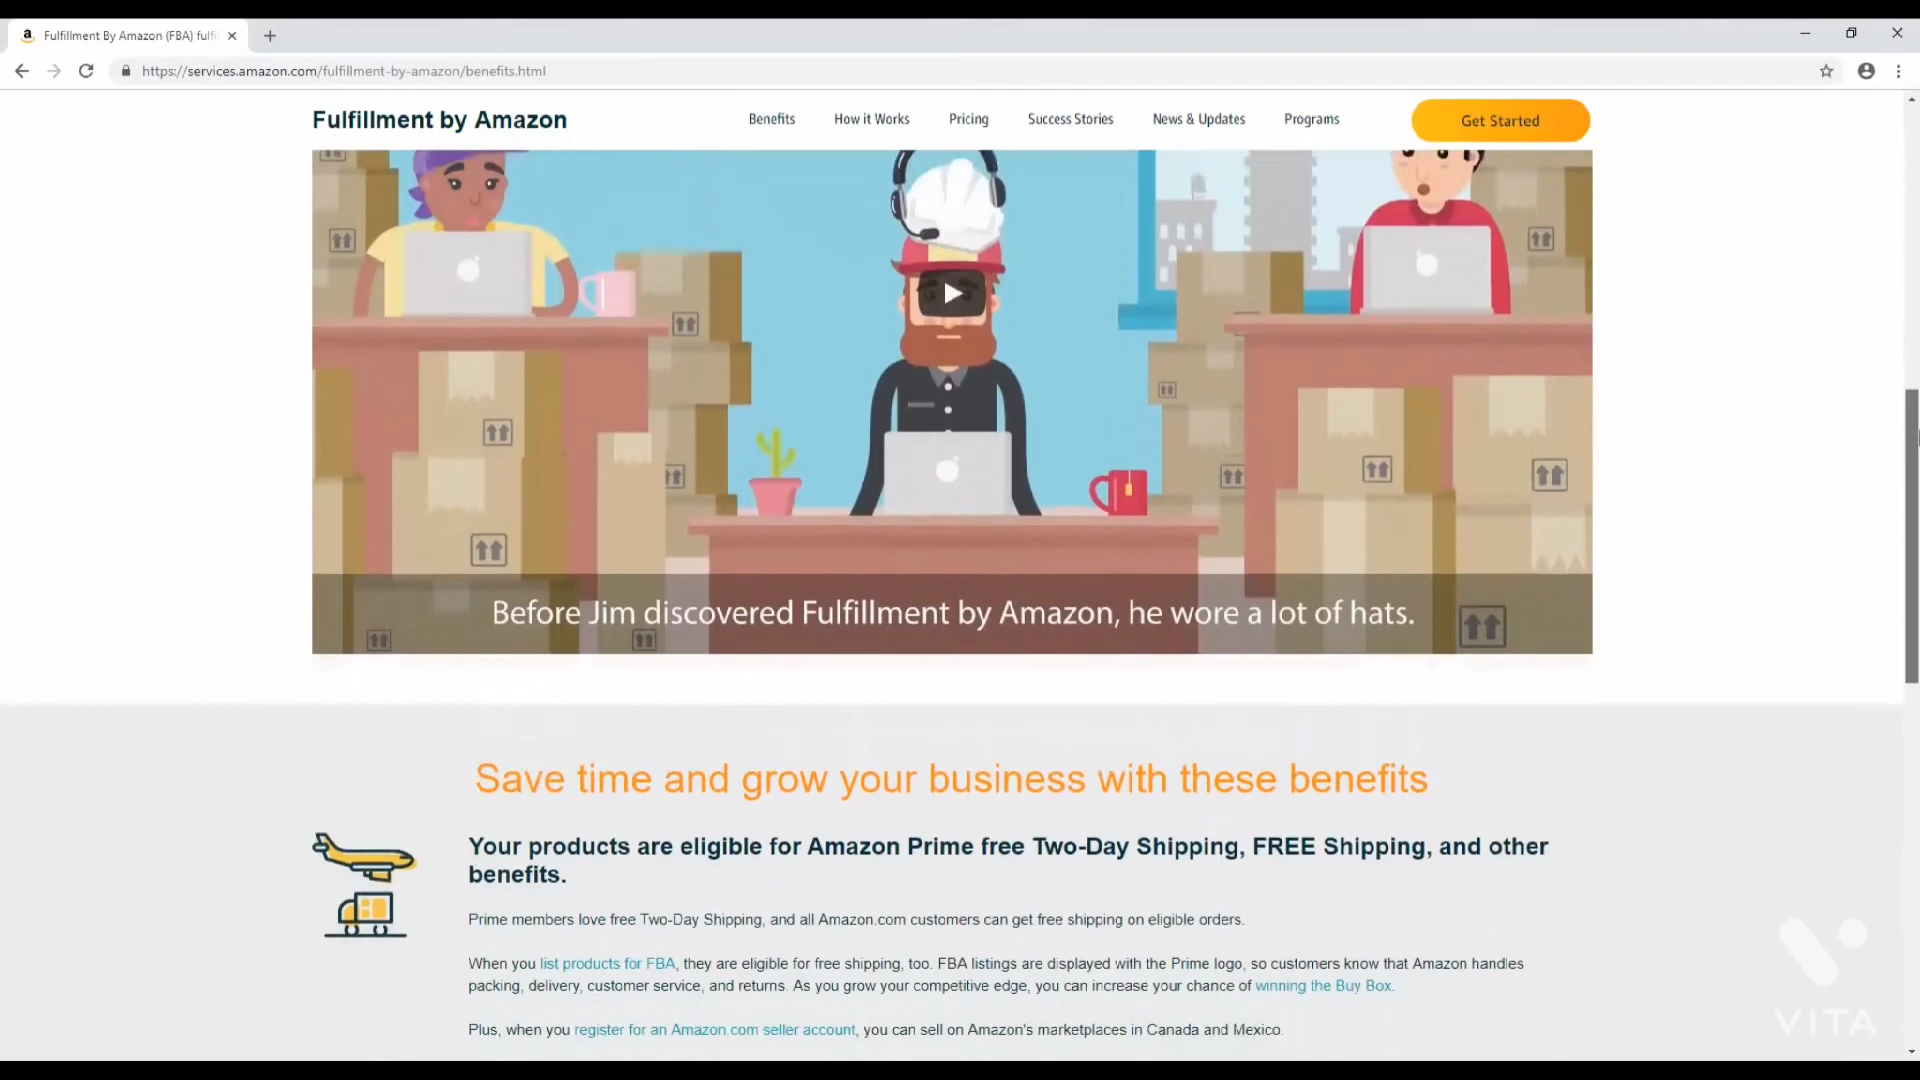 Fulfillment By Amazon (FBA) fulfi
https://services.amazon.com/fulfillment-by-amazon/benefits.html
Fulfillment by Amazon
Benefits
How it Works
Pricing
Success Stories
News & Updates
Programs
Get Started
Before Jim discovered Fulfillment by Amazon, he wore a lot of hats.
Save time and grow your business with these benefits
Your products are eligible for Amazon Prime free Two-Day Shipping, FREE Shipping, and other
benefits.
Prime members love free Two-Day Shipping, and all Amazon.com customers can get free shipping on eligible orders.
When you list products for FBA, they are eligible for free shipping, too. FBA listings are displayed with the Prime logo, so customers know that Amazon handles
packing, delivery, customer service, and returns. As you grow your competitive edge, you can increase your chance of winning the Buy Box.
Plus, when you register for an Amazon.com seller account, you can sell on Amazon's marketplaces in Canada and Mexico.
VITA